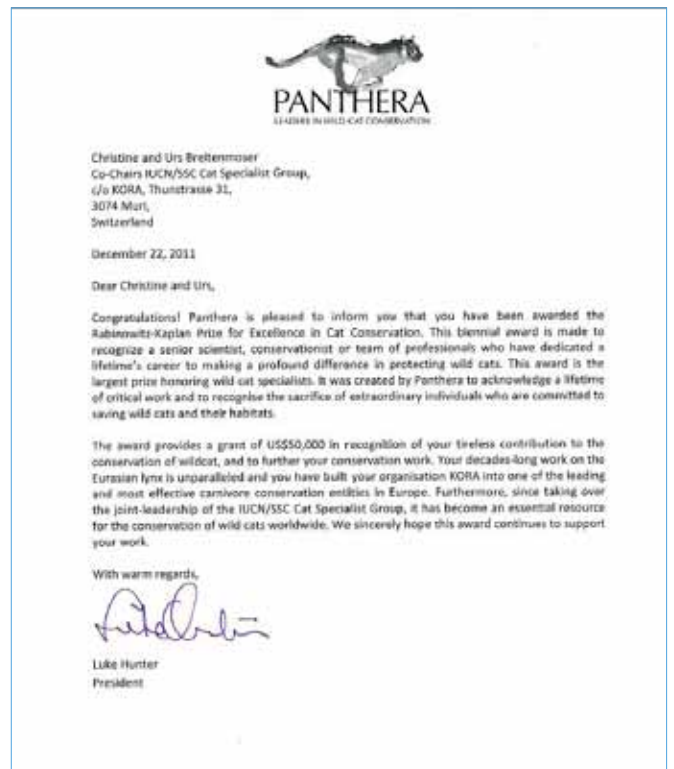 PANTHERA
LEADERS IN WILD CAT CONSERVATION
Christine and Urs Breitenmoser
Co-Chairs IUCN/SSC Cat Specialist Group,
c/o KORA, Thunstrasse 31,
3074 Muri,
Switzerland
December 22, 2011
Dear Christine and Urs,
Congratulations! Panthera is pleased to inform you that you have been awarded the
Rabinowitz-Kaplan Prize for Excellence in Cat Conservation. This biennial award is made to
recognize a senior scientist, conservationist or team of professionals who have dedicated a
lifetime's career to making a profound difference in protecting wild cats. This award is the
largest prize honoring wild cat specialists. It was created by Panthera to acknowledge a lifetime
of critical work and to recognise the sacrifice of extraordinary individuals who are committed to
saving wild cats and their habitats.
The award provides a grant of US$50,000 in recognition of your tireless contribution to the
conservation of wildcat, and to further your conservation work. Your decades-long work on the
Eurasian lynx is unparalleled and you have built your organisation KORA into one of the leading
and most effective carnivore conservation entities in Europe. Furthermore, since taking over
the joint-leadership of the IUCN/SSC Cat Specialist Group, it has become an essential resource
for the conservation of wild cats worldwide. We sincerely hope this award continues to support
your work.
With warm regards,
Luke Hunter
President